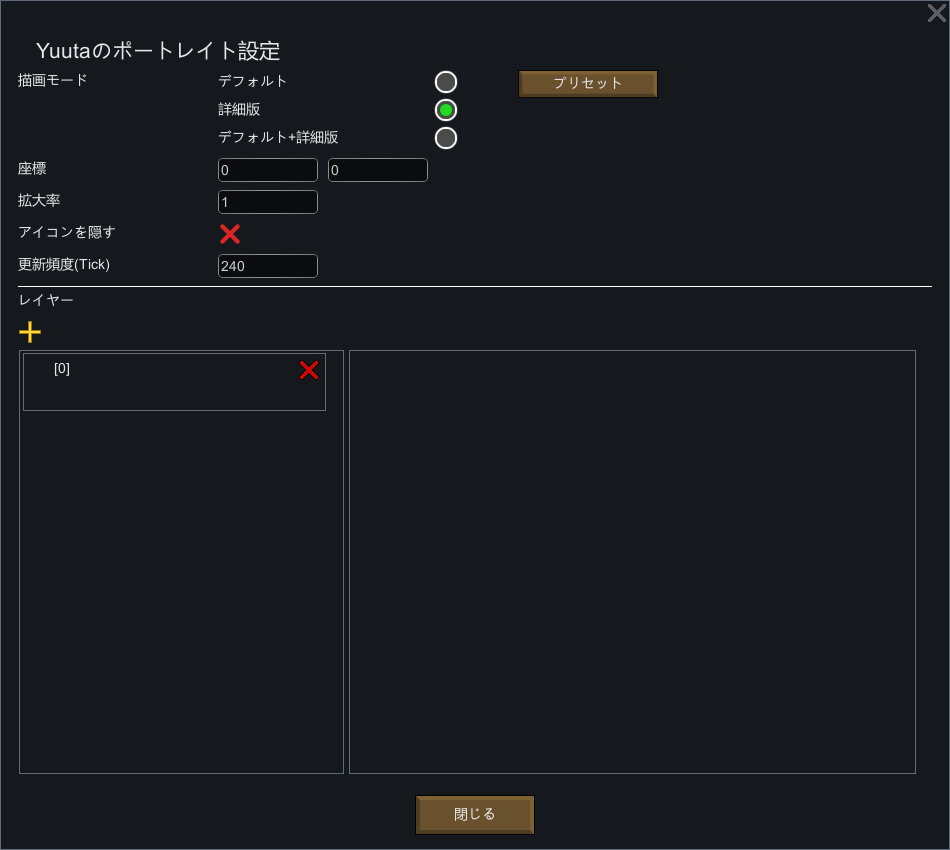 Yuutaのポートレイト設定
描画モード
デフォルト
プリセット
詳細版
デフォルト+詳細版
座標
0
0
拡大率
1
アイコンを隠す
更新頻度(Tick)
240
レイヤー
[0]
閉じる